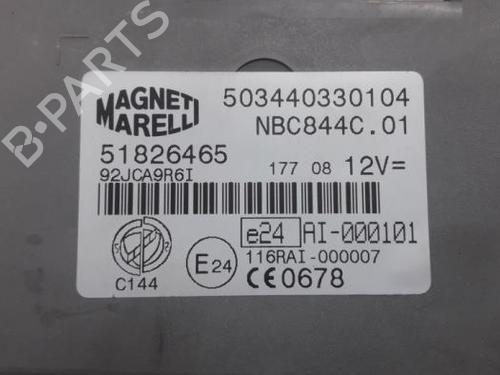 B-PARTS
MAGNETI MARELLI
503440330104
NBC844C.01
51826465
92JCA9R6I
177 08 12V=
e24 AI-000101
116RAI-000007
E24
CE0678
C144